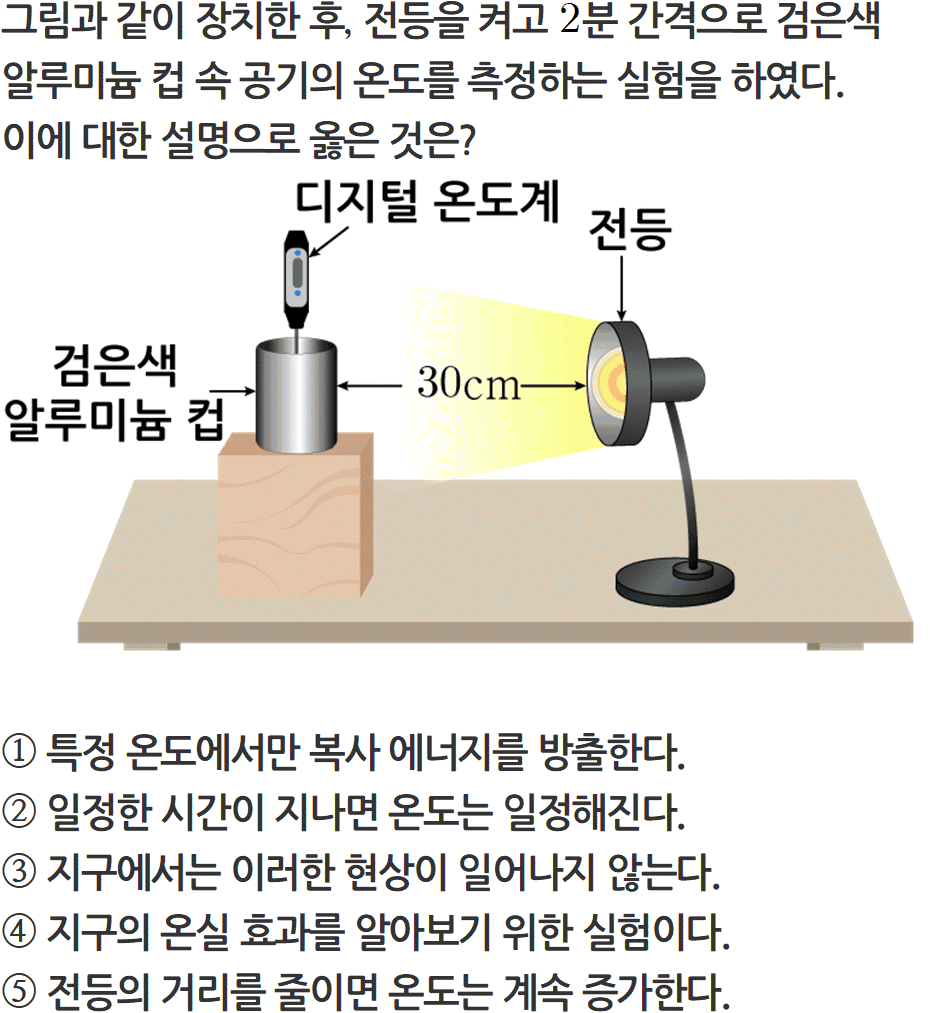 그림과 같이 장치한 후, 전등을 켜고 2분 간격으로 검은색
알루미늄 컵 속 공기의 온도를 측정하는 실험을 하였다.
이에 대한 설명으로 옳은 것은?
디지털 온도계
전등
검은색
알루미늄 컵
30cm
① 특정 온도에서만 복사 에너지를 방출한다.
② 일정한 시간이 지나면 온도는 일정해진다.
③ 지구에서는 이러한 현상이 일어나지 않는다.
④ 지구의 온실 효과를 알아보기 위한 실험이다.
⑤ 전등의 거리를 줄이면 온도는 계속 증가한다.